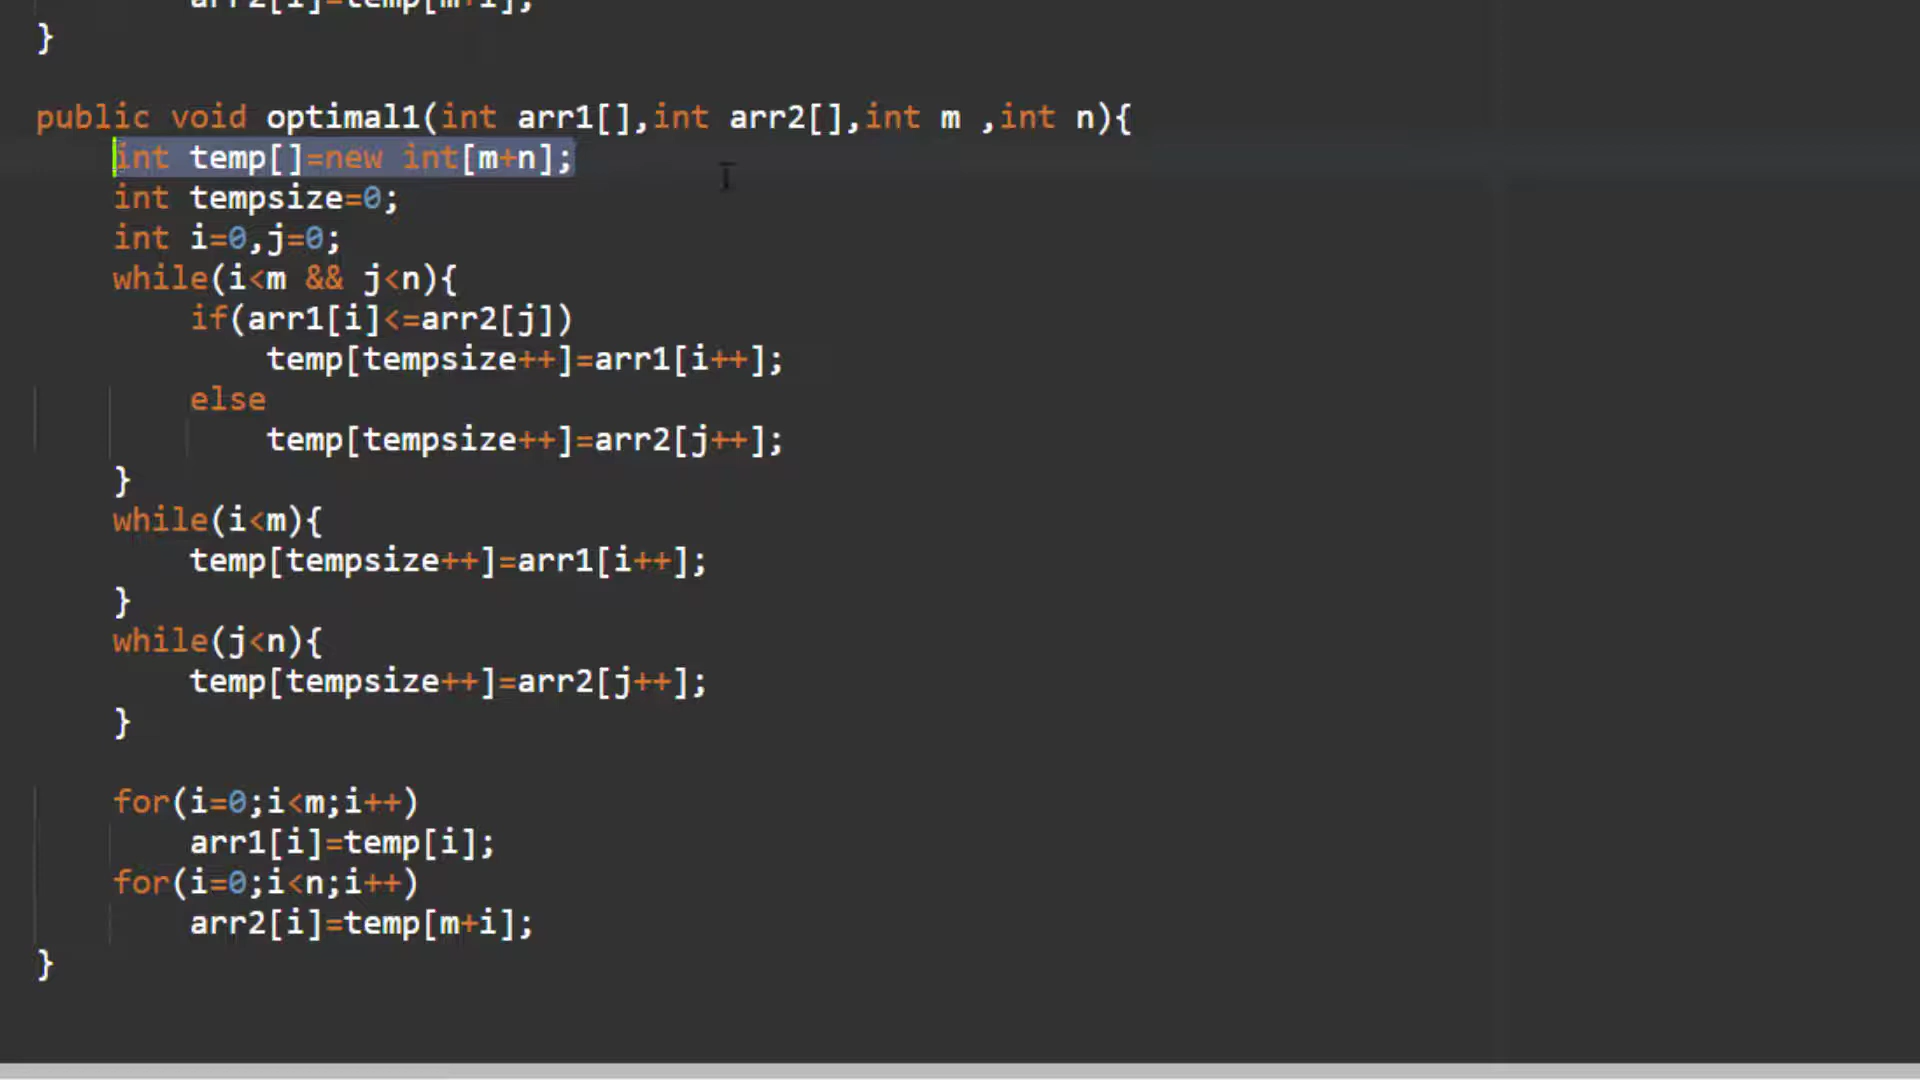 arr2[i]=temp[m+i];
}
public void optimal1(int arr1[],int arr2[],int m ,int n){
int temp[]=new int[m+n];
int tempsize=0;
int i=0,j=0;
while(i<m && j<n){
if(arr1[i]<=arr2[j])
temp[tempsize++]=arr1[i++];
else
temp[tempsize++]=arr2[j++];
}
while(i<m){
temp[tempsize++]=arr1[i++];
}
while(j<n){
temp[tempsize++]=arr2[j++];
}
for(i=0;i<m;i++)
arr1[i]=temp[i];
for(i=0;i<n;i++)
arr2[i]=temp[m+i];
}